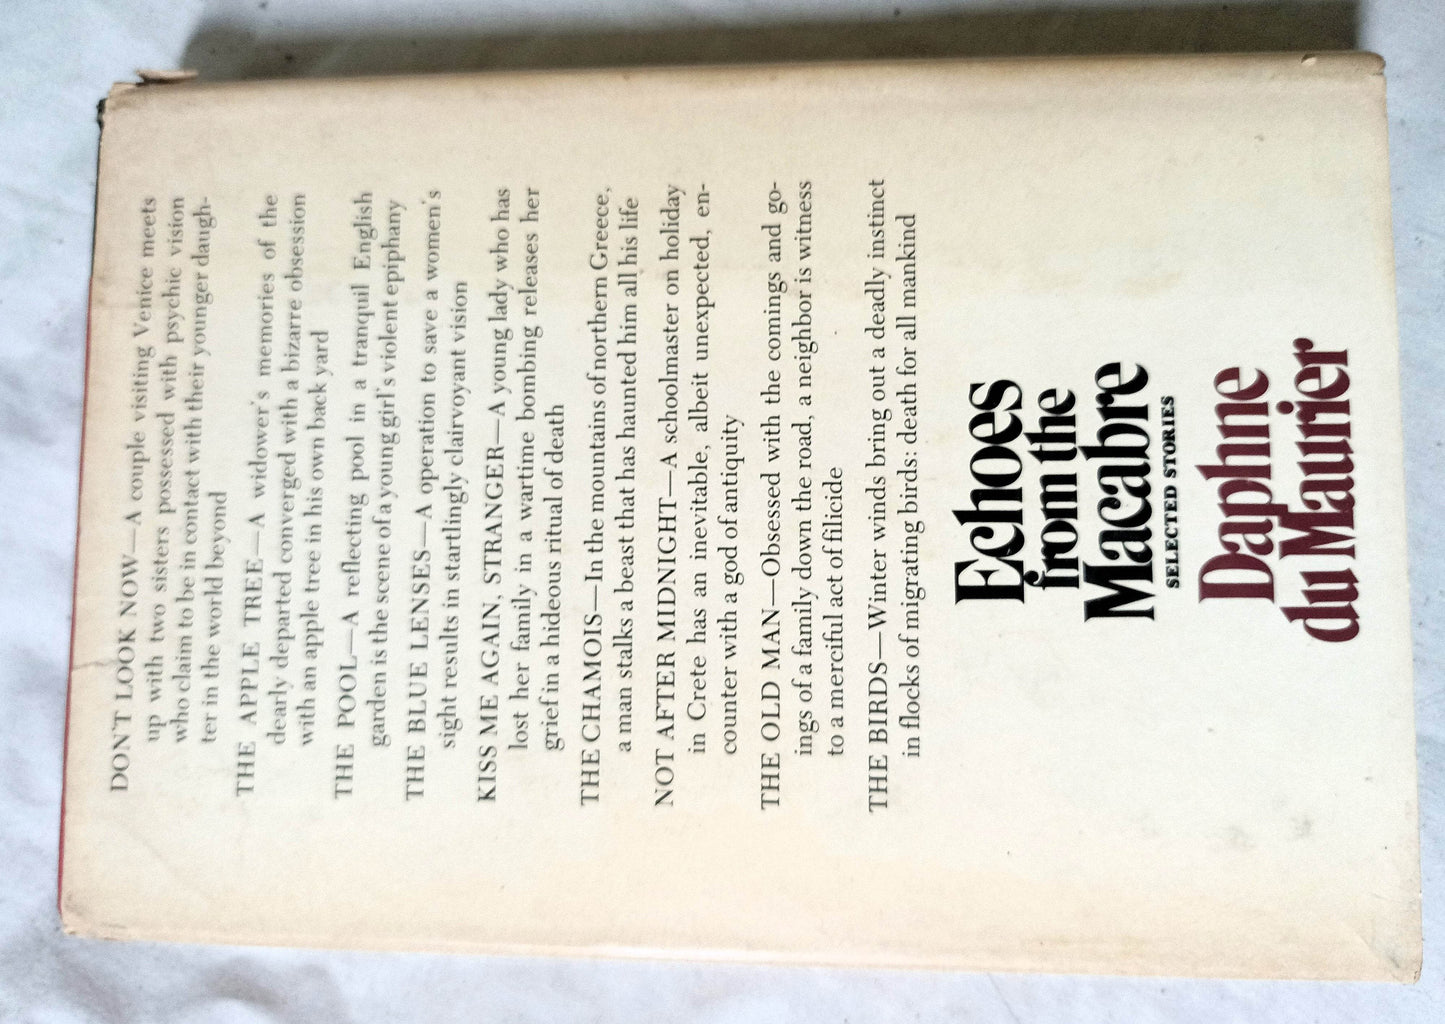 DON'T LOOK NOW—A couple visiting Venice meets
up with two sisters possessed with psychic vision
who claim to be in contact with their younger daugh-
ter in the world beyond
THE APPLE TREE—A widower's memories of the
dearly departed converged with a bizarre obsession
with an apple tree in his own back yard
THE POOL—A reflecting pool in a tranquil English
garden is the scene of a young girl's violent epiphany
THE BLUE LENSES—A operation to save a women's
sight results in startlingly clairvoyant vision
KISS ME AGAIN, STRANGER—A young lady who has
lost her family in a wartime bombing releases her
grief in a hideous ritual of death
THE CHAMOIS—In the mountains of northern Greece,
a man stalks a beast that has haunted him all his life
NOT AFTER MIDNIGHT—A schoolmaster on holiday
in Crete has an inevitable, albeit unexpected, en-
counter with a god of antiquity
THE OLD MAN—Obsessed with the comings and go-
ings of a family down the road, a neighbor is witness
to a merciful act of filicide
THE BIRDS—Winter winds bring out a deadly instinct
in flocks of migrating birds: death for all mankind
Echoes
from the
Macabre
SELECTED STORIES
Daphne
du Maurier